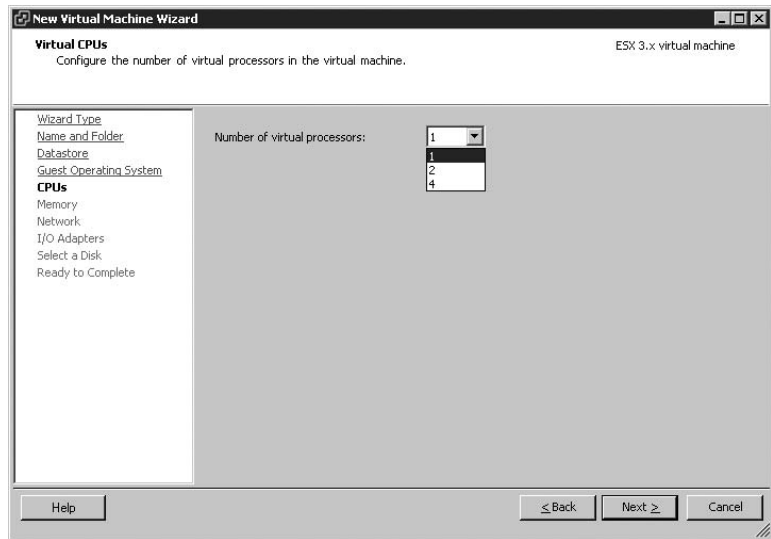 New Virtual Machine Wizard
Virtual CPUs
Configure the number of virtual processors in the virtual machine.
ESX 3.x virtual machine
Wizard Type
Name and Folder
Datastore
Guest Operating System
CPUs
Memory
Network
I/O Adapters
Select a Disk
Ready to Complete
Number of virtual processors:
1
1
2
4
Help
< Back
Next >
Cancel